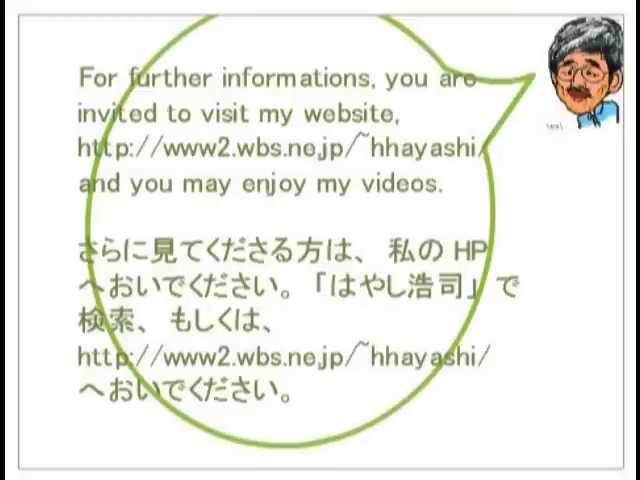 For further informations, you are
invited to visit my website,
http://www2.wbs.ne.jp/~hhayashi/
and you may enjoy my videos.
さらに見てくださる方は、 私の HP
へおいでください。「はやし浩司」 で
検索、 もしくは、
http://www2.wbs.ne.jp/~hhayashi/
へおいでください。